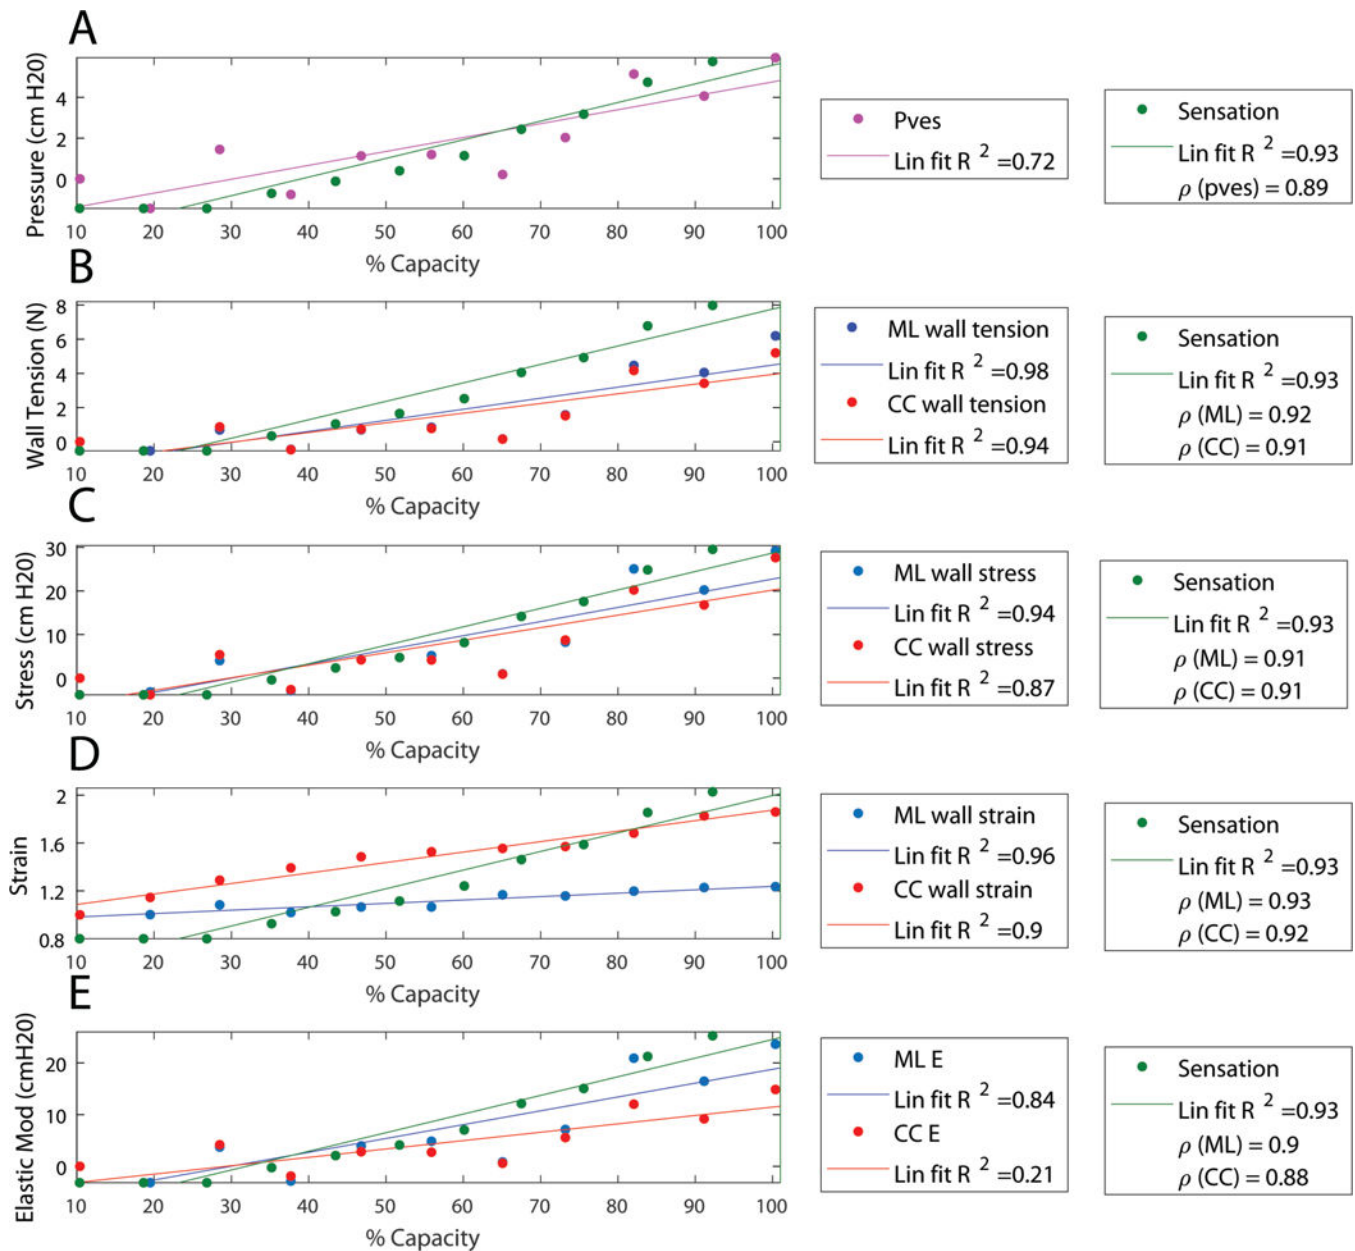 A
Pressure (cm H20)
4
2
0
10 20 30 40 50 60 70 80 90 100
% Capacity
Pves
Lin fit R 2 =0.72
Sensation
Lin fit R 2 =0.93
ρ (pves) = 0.89
B
Wall Tension (N)
8
6
4
2
0
10 20 30 40 50 60 70 80 90 100
% Capacity
ML wall tension
Lin fit R 2 =0.98
CC wall tension
Lin fit R 2 =0.94
Sensation
Lin fit R 2 =0.93
ρ (ML) = 0.92
ρ (CC) = 0.91
C
Stress (cm H20)
30
20
10
0
10 20 30 40 50 60 70 80 90 100
% Capacity
ML wall stress
Lin fit R 2 =0.94
CC wall stress
Lin fit R 2 =0.87
Sensation
Lin fit R 2 =0.93
ρ (ML) = 0.91
ρ (CC) = 0.91
D
Strain
2
1.6
1.2
0.8
10 20 30 40 50 60 70 80 90 100
% Capacity
ML wall strain
Lin fit R 2 =0.96
CC wall strain
Lin fit R 2 =0.9
Sensation
Lin fit R 2 =0.93
ρ (ML) = 0.93
ρ (CC) = 0.92
E
Elastic Mod (cmH20)
20
10
0
10 20 30 40 50 60 70 80 90 100
% Capacity
ML E
Lin fit R 2 =0.84
CC E
Lin fit R 2 =0.21
Sensation
Lin fit R 2 =0.93
ρ (ML) = 0.9
ρ (CC) = 0.88